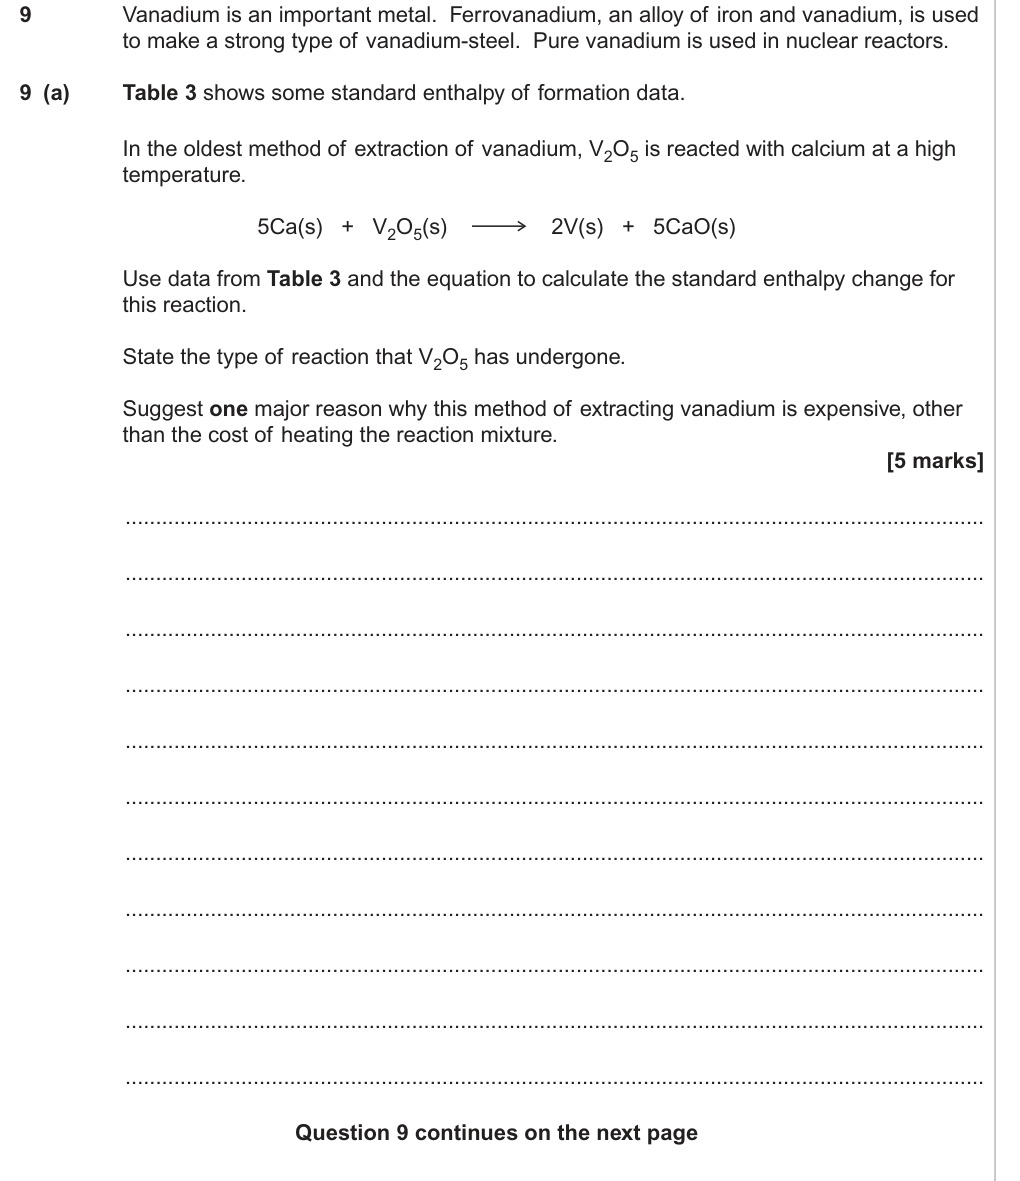 9 Vanadium is an important metal. Ferrovanadium, an alloy of iron and vanadium, is used
to make a strong type of vanadium-steel. Pure vanadium is used in nuclear reactors.
9 (a) Table 3 shows some standard enthalpy of formation data.
In the oldest method of extraction of vanadium, V₂O₅ is reacted with calcium at a high
temperature.
5Ca(s) + V₂O₅(s) ⟶ 2V(s) + 5CaO(s)
Use data from Table 3 and the equation to calculate the standard enthalpy change for
this reaction.
State the type of reaction that V₂O₅ has undergone.
Suggest one major reason why this method of extracting vanadium is expensive, other
than the cost of heating the reaction mixture.
[5 marks]
Question 9 continues on the next page